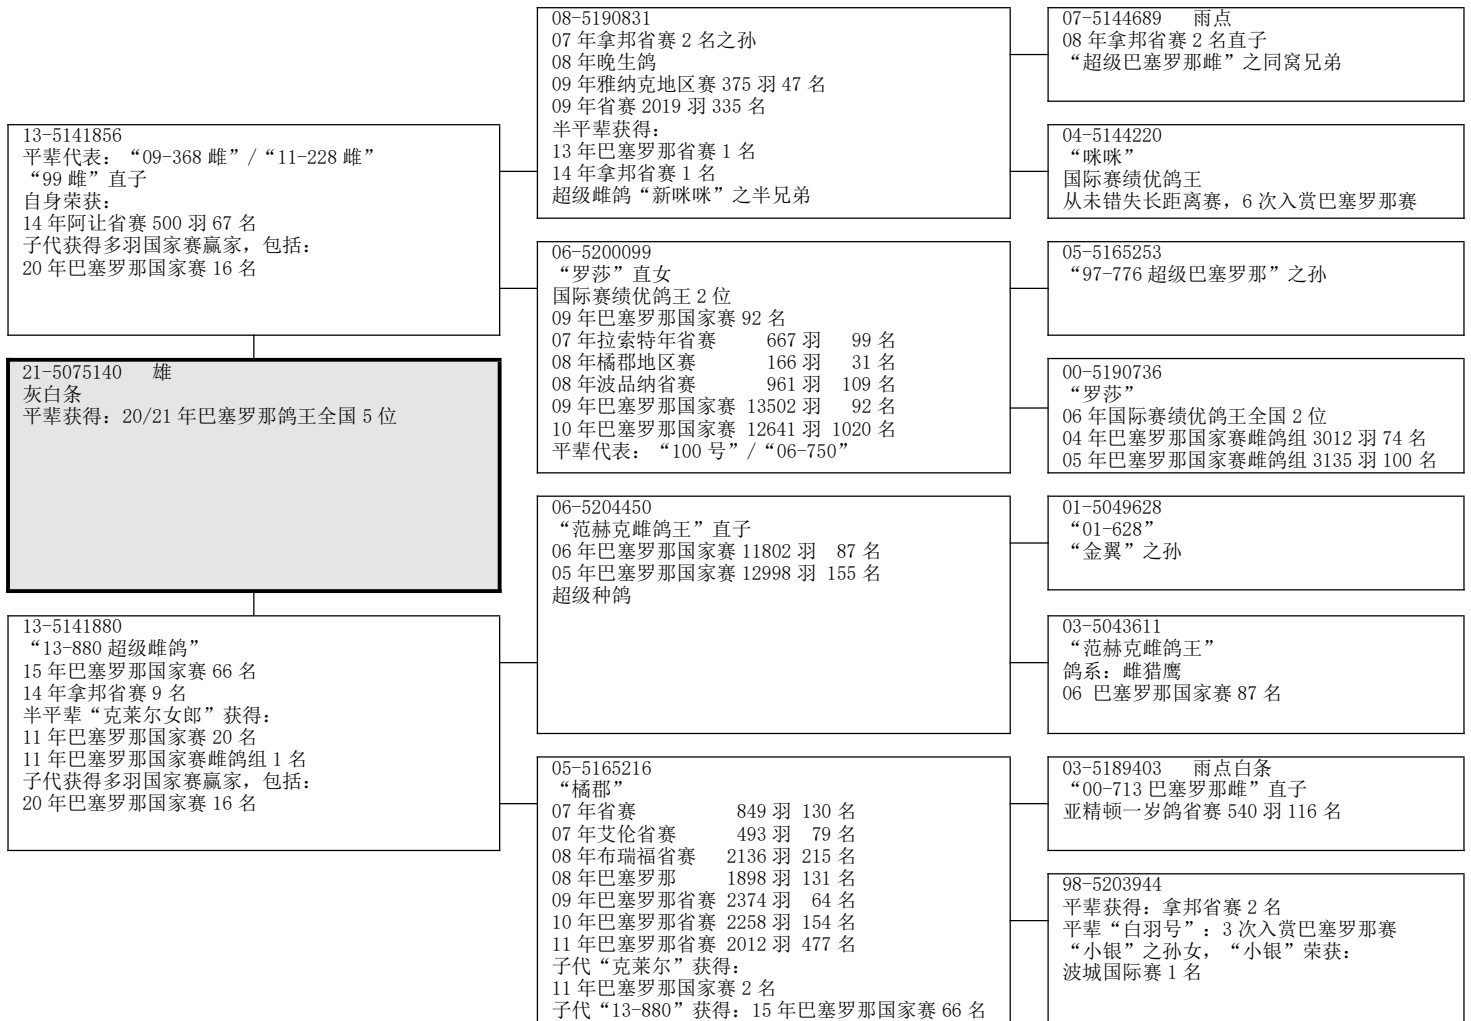 13-5141856
平辈代表：“09-368 雌”/“11-228 雌”
“99 雌”直子
自身荣获：
14 年阿让省赛 500 羽 67 名
子代获得多羽国家赛赢家，包括：
20 年巴塞罗那国家赛 16 名
21-5075140 雄
灰白条
平辈获得：20/21 年巴塞罗那鸽王全国 5 位
13-5141880
“13-880 超级雌鸽”
15 年巴塞罗那国家赛 66 名
14 年拿邦省赛 9 名
半平辈“克莱尔女郎”获得：
11 年巴塞罗那国家赛 20 名
11 年巴塞罗那国家赛雌鸽组 1 名
子代获得多羽国家赛赢家，包括：
20 年巴塞罗那国家赛 16 名
08-5190831
07 年拿邦省赛 2 名之孙
08 年晚生鸽
09 年雅纳克地区赛 375 羽 47 名
09 年省赛 2019 羽 335 名
半平辈获得：
13 年巴塞罗那省赛 1 名
14 年拿邦省赛 1 名
超级雌鸽“新咪咪”之半兄弟
06-5200099
“罗莎”直女
国际赛绩优鸽王 2 位
09 年巴塞罗那国家赛 92 名
07 年拉索特年省赛 667 羽 99 名
08 年橘郡地区赛 166 羽 31 名
08 年波品纳省赛 961 羽 109 名
09 年巴塞罗那国家赛 13502 羽 92 名
10 年巴塞罗那国家赛 12641 羽 1020 名
平辈代表：“100 号”/“06-750”
06-5204450
“范赫克雌鸽王”直子
06 年巴塞罗那国家赛 11802 羽 87 名
05 年巴塞罗那国家赛 12998 羽 155 名
超级种鸽
05-5165216
“橘郡”
07 年省赛 849 羽 130 名
07 年艾伦省赛 493 羽 79 名
08 年布瑞福省赛 2136 羽 215 名
08 年巴塞罗那 1898 羽 131 名
09 年巴塞罗那省赛 2374 羽 64 名
10 年巴塞罗那省赛 2258 羽 154 名
11 年巴塞罗那省赛 2012 羽 477 名
子代“克莱尔”获得：
11 年巴塞罗那国家赛 2 名
子代“13-880”获得：15 年巴塞罗那国家赛 66 名
07-5144689 雨点
08 年拿邦省赛 2 名直子
“超级巴塞罗那雌”之同窝兄弟
04-5144220
“咪咪”
国际赛绩优鸽王
从未错失长距离赛，6 次入赏巴塞罗那赛
05-5165253
“97-776 超级巴塞罗那”之孙
00-5190736
“罗莎”
06 年国际赛绩优鸽王全国 2 位
04 年巴塞罗那国家赛雌鸽组 3012 羽 74 名
05 年巴塞罗那国家赛雌鸽组 3135 羽 100 名
01-5049628
“01-628”
“金翼”之孙
03-5043611
“范赫克雌鸽王”
鸽系：雌猎鹰
06 巴塞罗那国家赛 87 名
03-5189403 雨点白条
“00-713 巴塞罗那雌”直子
亚精顿一岁鸽省赛 540 羽 116 名
98-5203944
平辈获得：拿邦省赛 2 名
平辈“白羽号”：3 次入赏巴塞罗那赛
“小银”之孙女，“小银”荣获：
波城国际赛 1 名